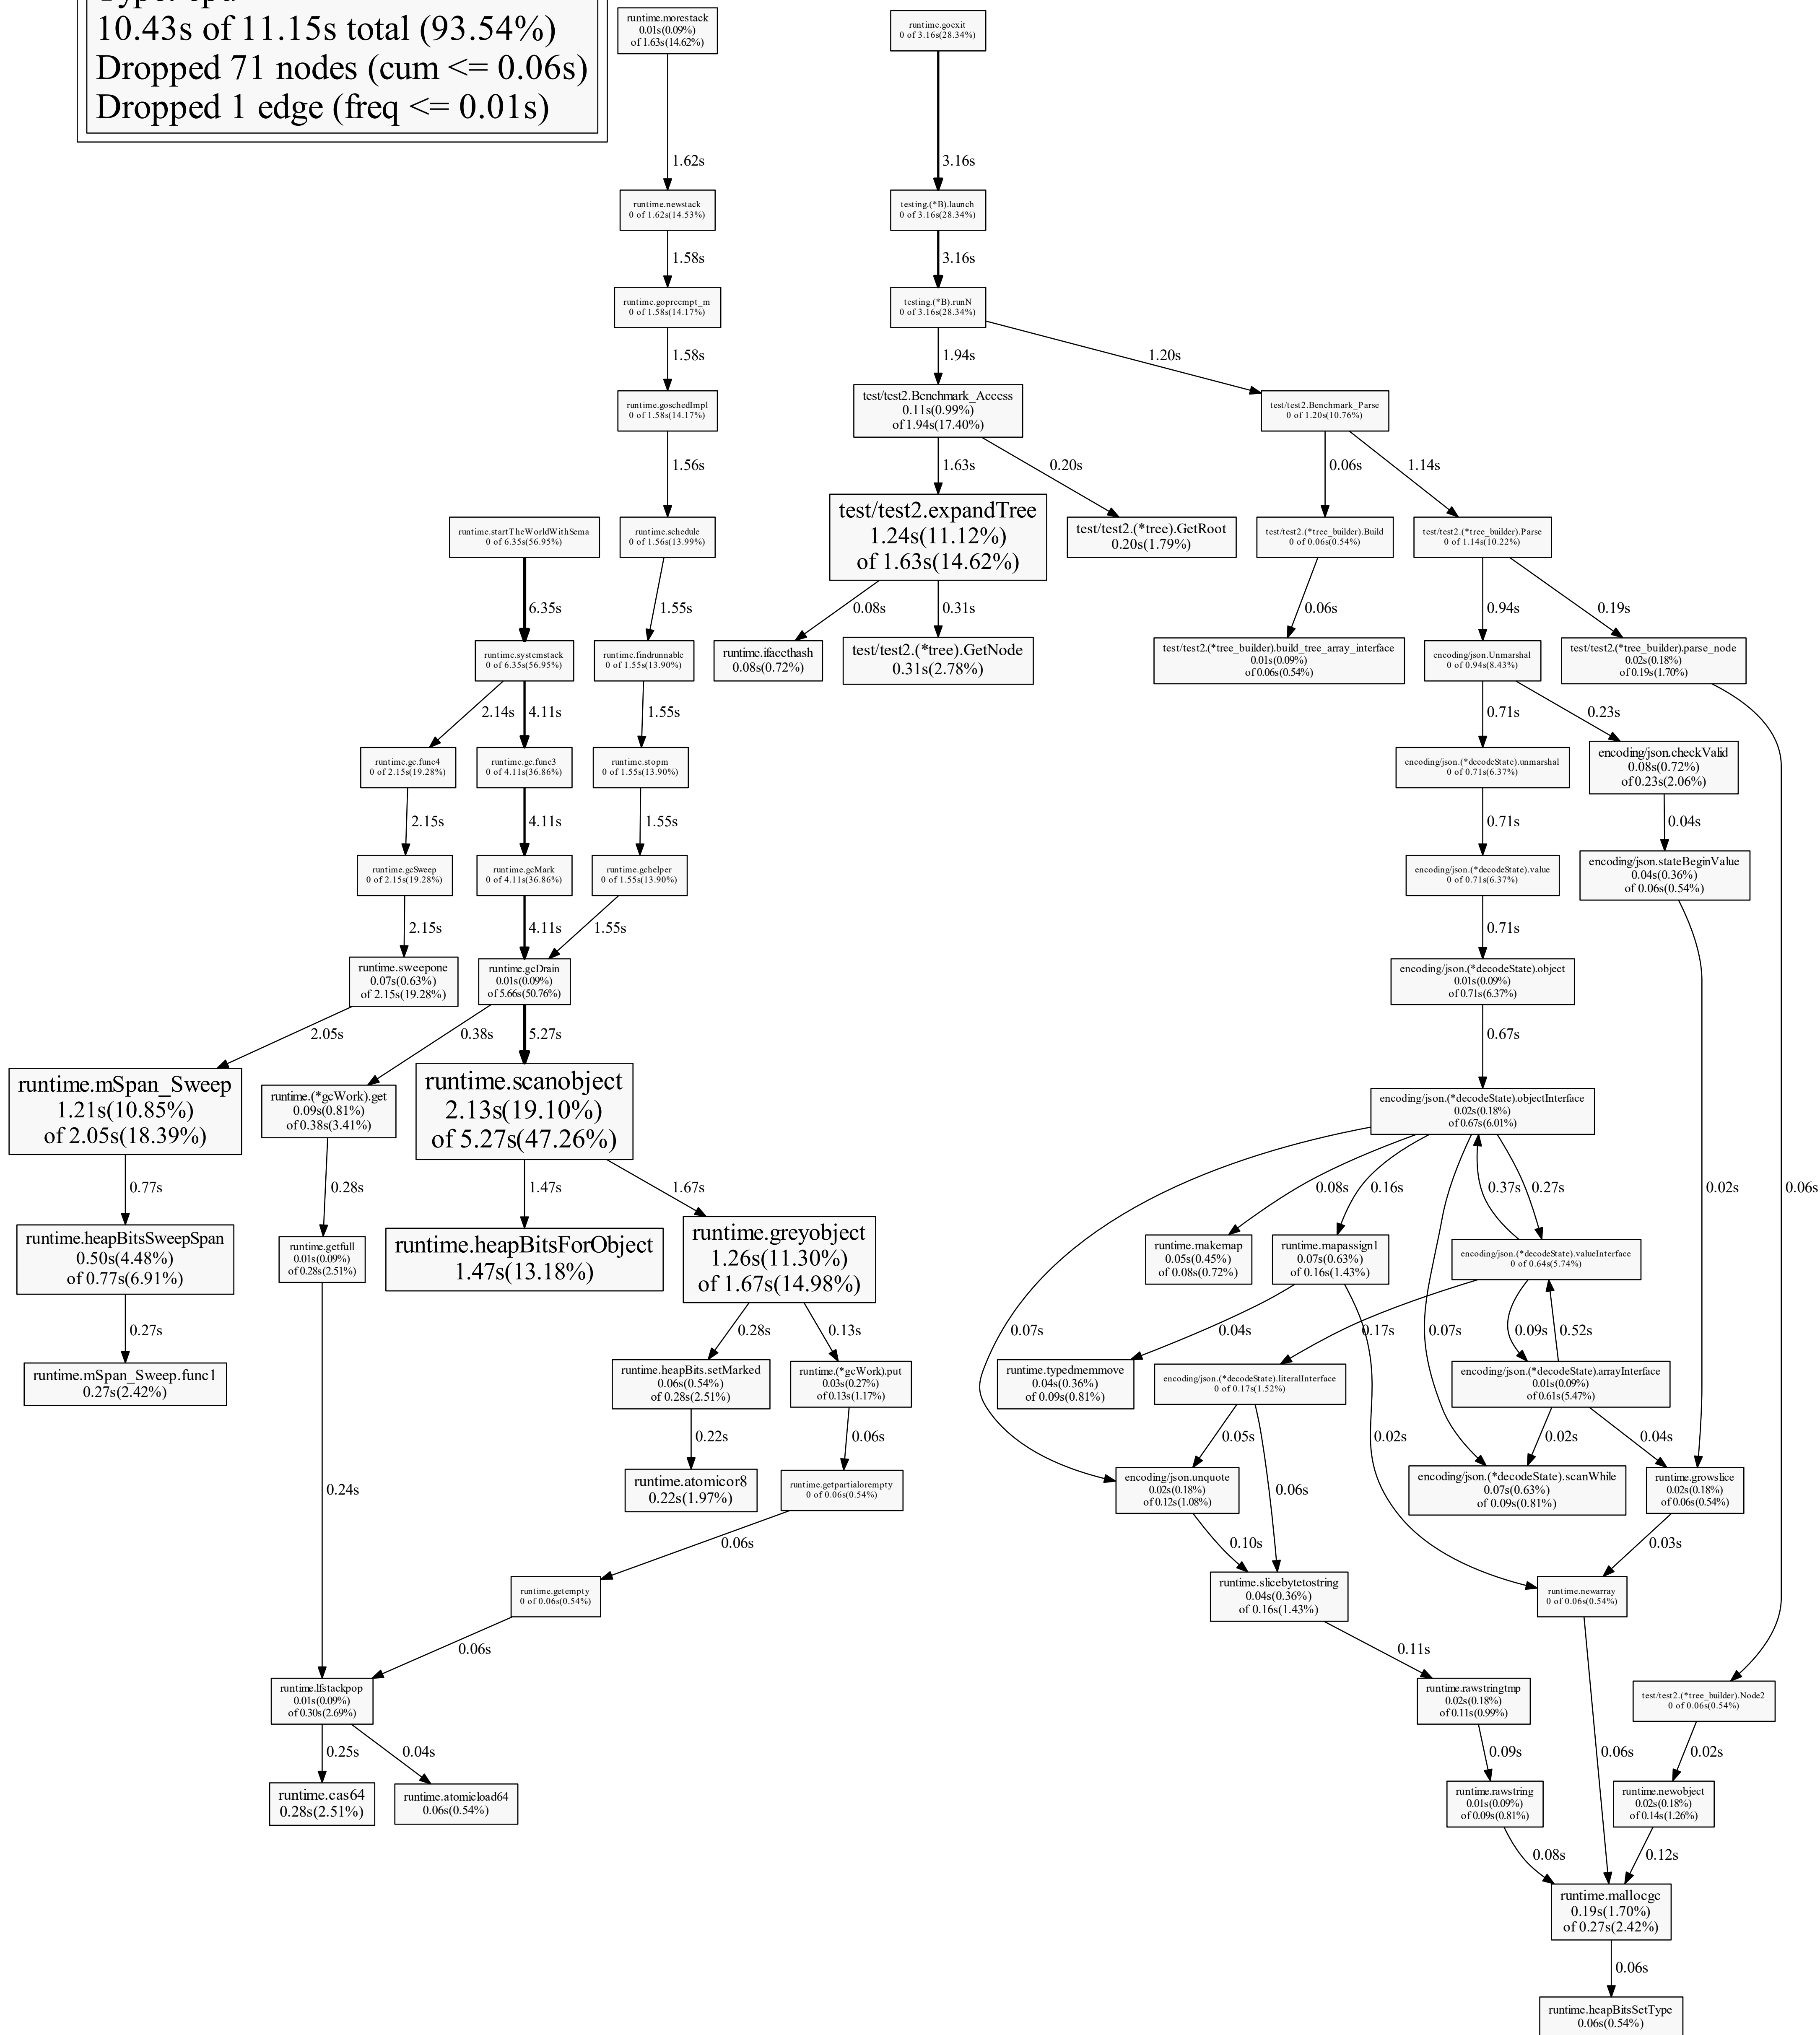 Type: cpu
10.43s of 11.15s total (93.54%)
Dropped 71 nodes (cum <= 0.06s)
Dropped 1 edge (freq <= 0.01s)
runtime.morestack
0.01s(0.09%)
of 1.63s(14.62%)
runtime.goexit
0 of 3.16s(28.34%)
1.62s
3.16s
runtime.newstack
0 of 1.62s(14.53%)
testing.(*B).launch
0 of 3.16s(28.34%)
1.58s
3.16s
runtime.gopreempt_m
0 of 1.58s(14.17%)
testing.(*B).runN
0 of 3.16s(28.34%)
1.58s
1.94s
1.20s
runtime.goschedImpl
0 of 1.58s(14.17%)
test/test2.Benchmark_Access
0.11s(0.99%)
of 1.94s(17.40%)
test/test2.Benchmark_Parse
0 of 1.20s(10.76%)
1.56s
1.63s
0.20s
0.06s
1.14s
runtime.startTheWorldWithSema
0 of 6.35s(56.95%)
runtime.schedule
0 of 1.56s(13.99%)
test/test2.expandTree
1.24s(11.12%)
of 1.63s(14.62%)
test/test2.(*tree).GetRoot
0.20s(1.79%)
test/test2.(*tree_builder).Build
0 of 0.06s(0.54%)
test/test2.(*tree_builder).Parse
0 of 1.14s(10.22%)
6.35s
1.55s
0.08s
0.31s
0.06s
0.94s
0.19s
runtime.systemstack
0 of 6.35s(56.95%)
runtime.findrunnable
0 of 1.55s(13.90%)
runtime.ifacethash
0.08s(0.72%)
test/test2.(*tree).GetNode
0.31s(2.78%)
test/test2.(*tree_builder).build_tree_array_interface
0.01s(0.09%)
of 0.06s(0.54%)
encoding/json.Unmarshal
0 of 0.94s(8.43%)
test/test2.(*tree_builder).parse_node
0.02s(0.18%)
of 0.19s(1.70%)
2.14s
4.11s
1.55s
0.71s
0.23s
runtime.gc.func4
0 of 2.15s(19.28%)
runtime.gc.func3
0 of 4.11s(36.86%)
runtime.stopm
0 of 1.55s(13.90%)
encoding/json.(*decodeState).unmarshal
0 of 0.71s(6.37%)
encoding/json.checkValid
0.08s(0.72%)
of 0.23s(2.06%)
2.15s
4.11s
1.55s
0.71s
0.04s
runtime.gcSweep
0 of 2.15s(19.28%)
runtime.gcMark
0 of 4.11s(36.86%)
runtime.gchelper
0 of 1.55s(13.90%)
encoding/json.(*decodeState).value
0 of 0.71s(6.37%)
encoding/json.stateBeginValue
0.04s(0.36%)
of 0.06s(0.54%)
2.15s
4.11s
1.55s
0.71s
runtime.sweepone
0.07s(0.63%)
of 2.15s(19.28%)
runtime.gcDrain
0.01s(0.09%)
of 5.66s(50.76%)
encoding/json.(*decodeState).object
0.01s(0.09%)
of 0.71s(6.37%)
2.05s
0.38s
5.27s
0.67s
runtime.mSpan_Sweep
1.21s(10.85%)
of 2.05s(18.39%)
runtime.(*gcWork).get
0.09s(0.81%)
of 0.38s(3.41%)
runtime.scanobject
2.13s(19.10%)
of 5.27s(47.26%)
encoding/json.(*decodeState).objectInterface
0.02s(0.18%)
of 0.67s(6.01%)
0.77s
0.28s
1.47s
1.67s
0.08s
0.16s
0.37s
0.27s
0.02s
0.06s
runtime.heapBitsSweepSpan
0.50s(4.48%)
of 0.77s(6.91%)
runtime.getfull
0.01s(0.09%)
of 0.28s(2.51%)
runtime.heapBitsForObject
1.47s(13.18%)
runtime.greyobject
1.26s(11.30%)
of 1.67s(14.98%)
runtime.makemap
0.05s(0.45%)
of 0.08s(0.72%)
runtime.mapassign1
0.07s(0.63%)
of 0.16s(1.43%)
encoding/json.(*decodeState).valueInterface
0 of 0.64s(5.74%)
0.27s
0.28s
0.13s
0.07s
0.04s
0.17s
0.07s
0.09s
0.52s
runtime.mSpan_Sweep.func1
0.27s(2.42%)
runtime.heapBits.setMarked
0.06s(0.54%)
of 0.28s(2.51%)
runtime.(*gcWork).put
0.03s(0.27%)
of 0.13s(1.17%)
runtime.typedmemmove
0.04s(0.36%)
of 0.09s(0.81%)
encoding/json.(*decodeState).literalInterface
0 of 0.17s(1.52%)
encoding/json.(*decodeState).arrayInterface
0.01s(0.09%)
of 0.61s(5.47%)
0.22s
0.06s
0.05s
0.02s
0.02s
0.04s
0.24s
runtime.atomicor8
0.22s(1.97%)
runtime.getpartialorempty
0 of 0.06s(0.54%)
encoding/json.unquote
0.02s(0.18%)
of 0.12s(1.08%)
0.06s
encoding/json.(*decodeState).scanWhile
0.07s(0.63%)
of 0.09s(0.81%)
runtime.growslice
0.02s(0.18%)
of 0.06s(0.54%)
0.06s
0.10s
0.03s
runtime.getempty
0 of 0.06s(0.54%)
runtime.slicebytetostring
0.04s(0.36%)
of 0.16s(1.43%)
runtime.newarray
0 of 0.06s(0.54%)
0.06s
0.11s
runtime.lfstackpop
0.01s(0.09%)
of 0.30s(2.69%)
runtime.rawstringtmp
0.02s(0.18%)
of 0.11s(0.99%)
test/test2.(*tree_builder).Node2
0 of 0.06s(0.54%)
0.25s
0.04s
0.09s
0.06s
0.02s
runtime.cas64
0.28s(2.51%)
runtime.atomicload64
0.06s(0.54%)
runtime.rawstring
0.01s(0.09%)
of 0.09s(0.81%)
runtime.newobject
0.02s(0.18%)
of 0.14s(1.26%)
0.08s
0.12s
runtime.mallocgc
0.19s(1.70%)
of 0.27s(2.42%)
0.06s
runtime.heapBitsSetType
0.06s(0.54%)